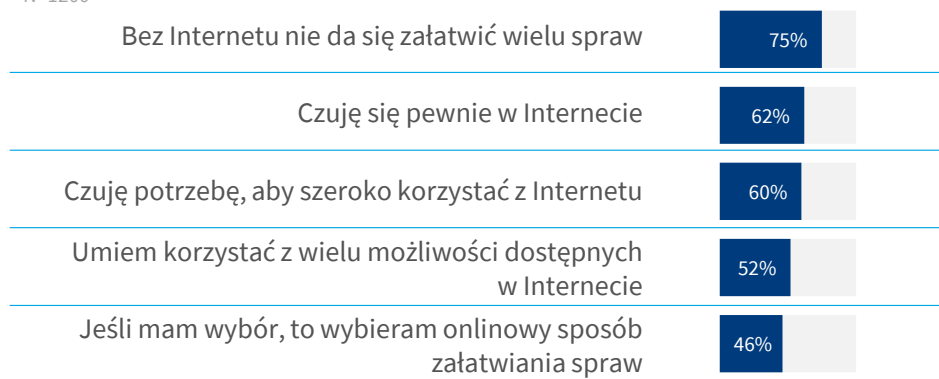 Bez Internetu nie da się załatwić wielu spraw
75%
Czuję się pewnie w Internecie
62%
Czuję potrzebę, aby szeroko korzystać z Internetu
60%
Umiem korzystać z wielu możliwości dostępnych
w Internecie
52%
Jeśli mam wybór, to wybieram onlinowy sposób
załatwiania spraw
46%